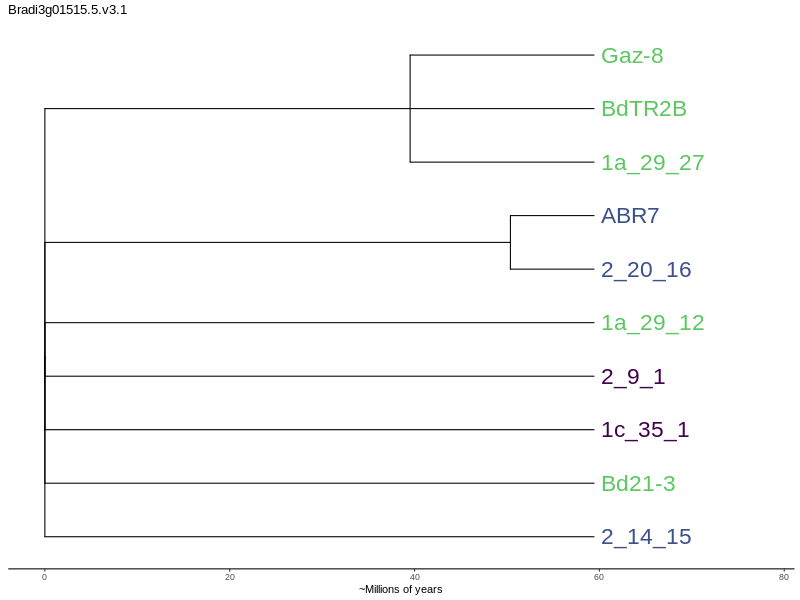 Bradi3g01515.5.v3.1
Gaz-8
BdTR2B
1a_29_27
ABR7
2_20_16
1a_29_12
2_9_1
1c_35_1
Bd21-3
2_14_15
0 20 40 60 80
~Millions of years